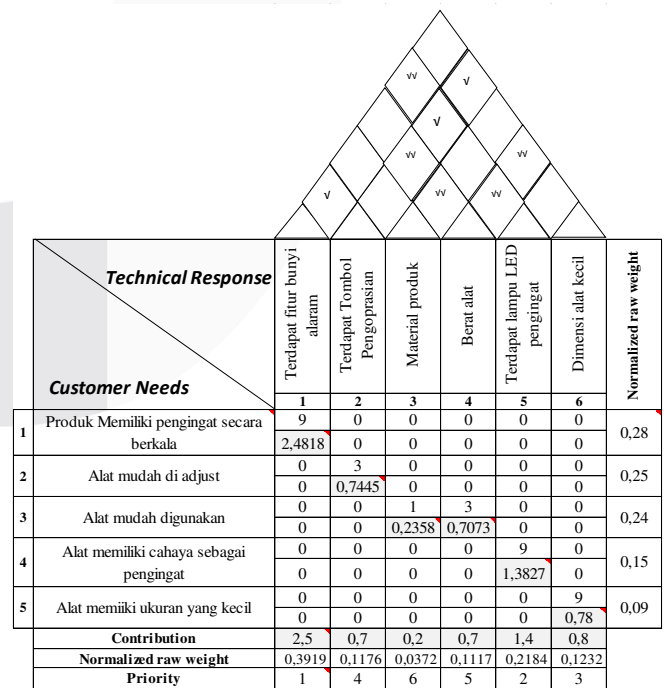 √√ √
√
√√ √√
√ √√ √√
Technical Response
Customer Needs
Terdapat fitur bunyi
alaram
Terdapat Tombol
Pengoprasian
Material produk
Berat alat
Terdapat lampu LED
pengingat
Dimensi alat kecil
Normalized raw weight
1 2 3 4 5 6
1 Produk Memiliki pengingat secara
berkala
9 0 0 0 0 0
2,4818 0 0 0 0 0
0,28
2 Alat mudah di adjust
0 3 0 0 0 0
0 0,7445 0 0 0 0
0,25
3 Alat mudah digunakan
0 0 1 3 0 0
0 0 0,2358 0,7073 0 0
0,24
4 Alat memiliki cahaya sebagai
pengingat
0 0 0 0 9 0
0 0 0 0 1,3827 0
0,15
5 Alat memiiki ukuran yang kecil
0 0 0 0 0 9
0 0 0 0 0 0,78
0,09
Contribution 2,5 0,7 0,2 0,7 1,4 0,8
Normalized raw weight 0,3919 0,1176 0,0372 0,1117 0,2184 0,1232
Priority 1 4 6 5 2 3